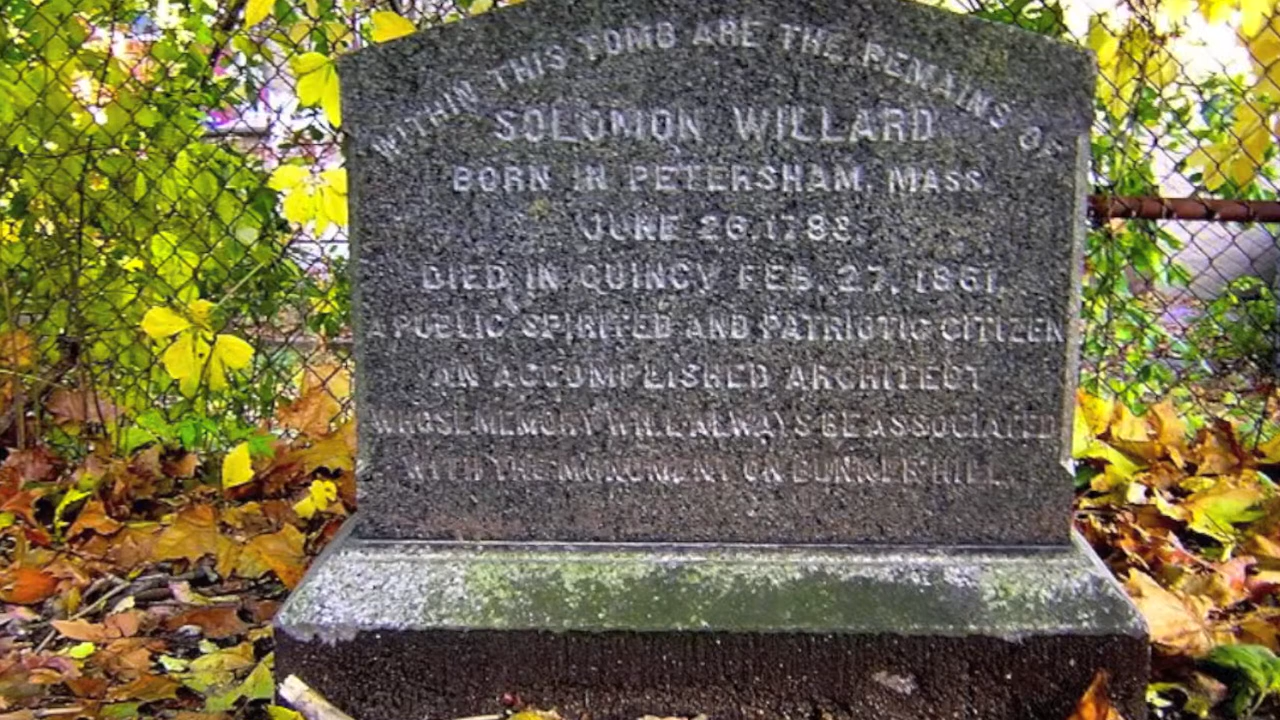 WITHIN THIS TOMB ARE THE REMAINS OF
SOLOMON WILLARD
BORN IN PETERSHAM, MASS.
JUNE 26, 1783,
DIED IN QUINCY FEB. 27, 1861.
A PUBLIC SPIRITED AND PATRIOTIC CITIZEN
AN ACCOMPLISHED ARCHITECT
WHOSE MEMORY WILL ALWAYS BE ASSOCIATED
WITH THE MONUMENT ON BUNKER HILL.